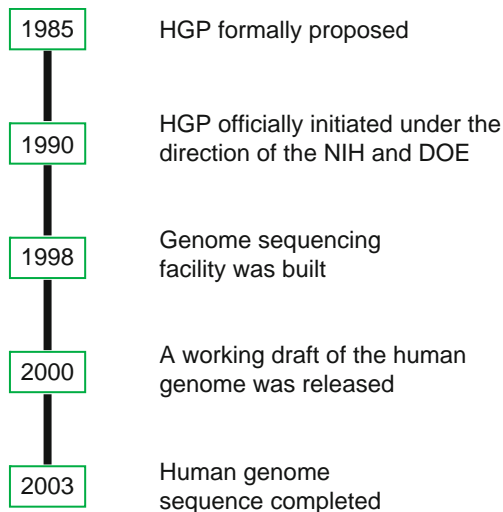 1985
HGP formally proposed
1990
HGP officially initiated under the
direction of the NIH and DOE
1998
Genome sequencing
facility was built
2000
A working draft of the human
genome was released
2003
Human genome
sequence completed